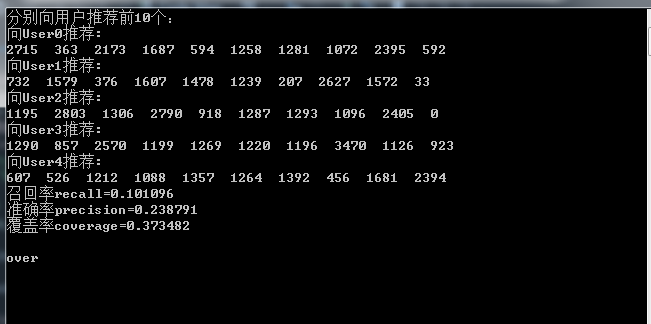 分别向用户推荐前10个：
向User0推荐：
2715  363  2173  1687  594  1258  1281  1072  2395  592
向User1推荐：
732  1579  376  1607  1478  1239  207  2627  1572  33
向User2推荐：
1195  2803  1306  2790  918  1287  1293  1096  2405  0
向User3推荐：
1290  857  2570  1199  1269  1220  1196  3470  1126  923
向User4推荐：
607  526  1212  1088  1357  1264  1392  456  1681  2394
召回率recall=0.101096
准确率precision=0.238791
覆盖率coverage=0.373482
over